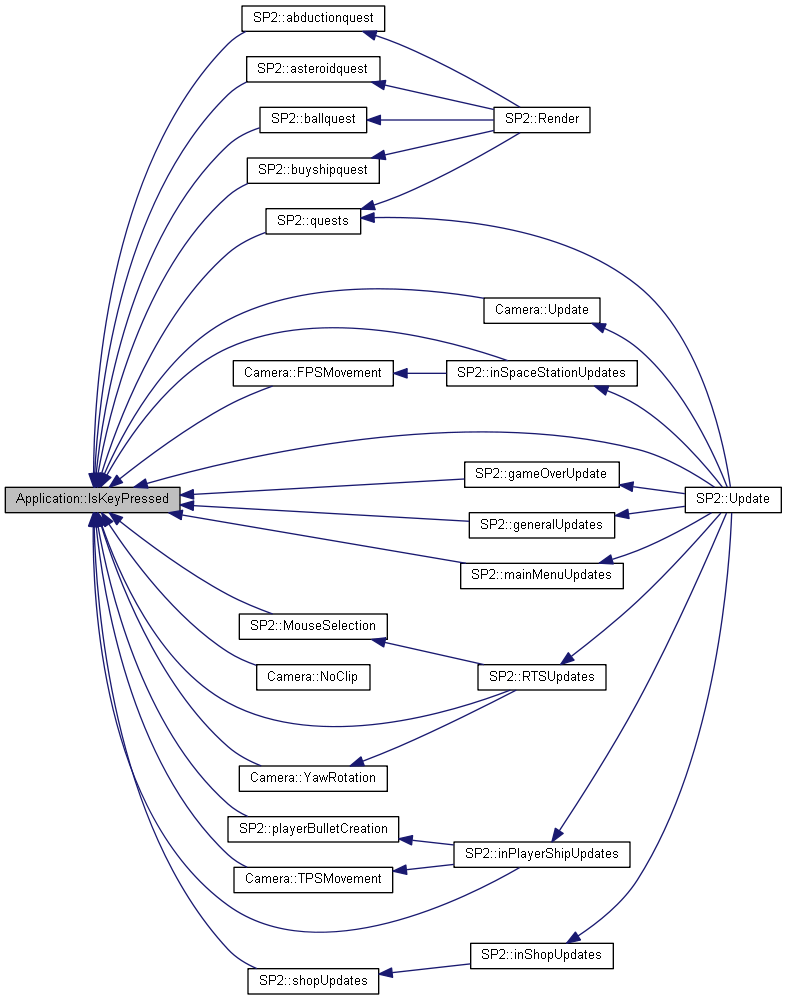 SP2::abductionquest
SP2::asteroidquest
SP2::ballquest
SP2::Render
SP2::buyshipquest
SP2::quests
Camera::Update
Camera::FPSMovement
SP2::inSpaceStationUpdates
SP2::gameOverUpdate
Application::IsKeyPressed
SP2::Update
SP2::generalUpdates
SP2::mainMenuUpdates
SP2::MouseSelection
Camera::NoClip
SP2::RTSUpdates
Camera::YawRotation
SP2::playerBulletCreation
SP2::inPlayerShipUpdates
Camera::TPSMovement
SP2::inShopUpdates
SP2::shopUpdates